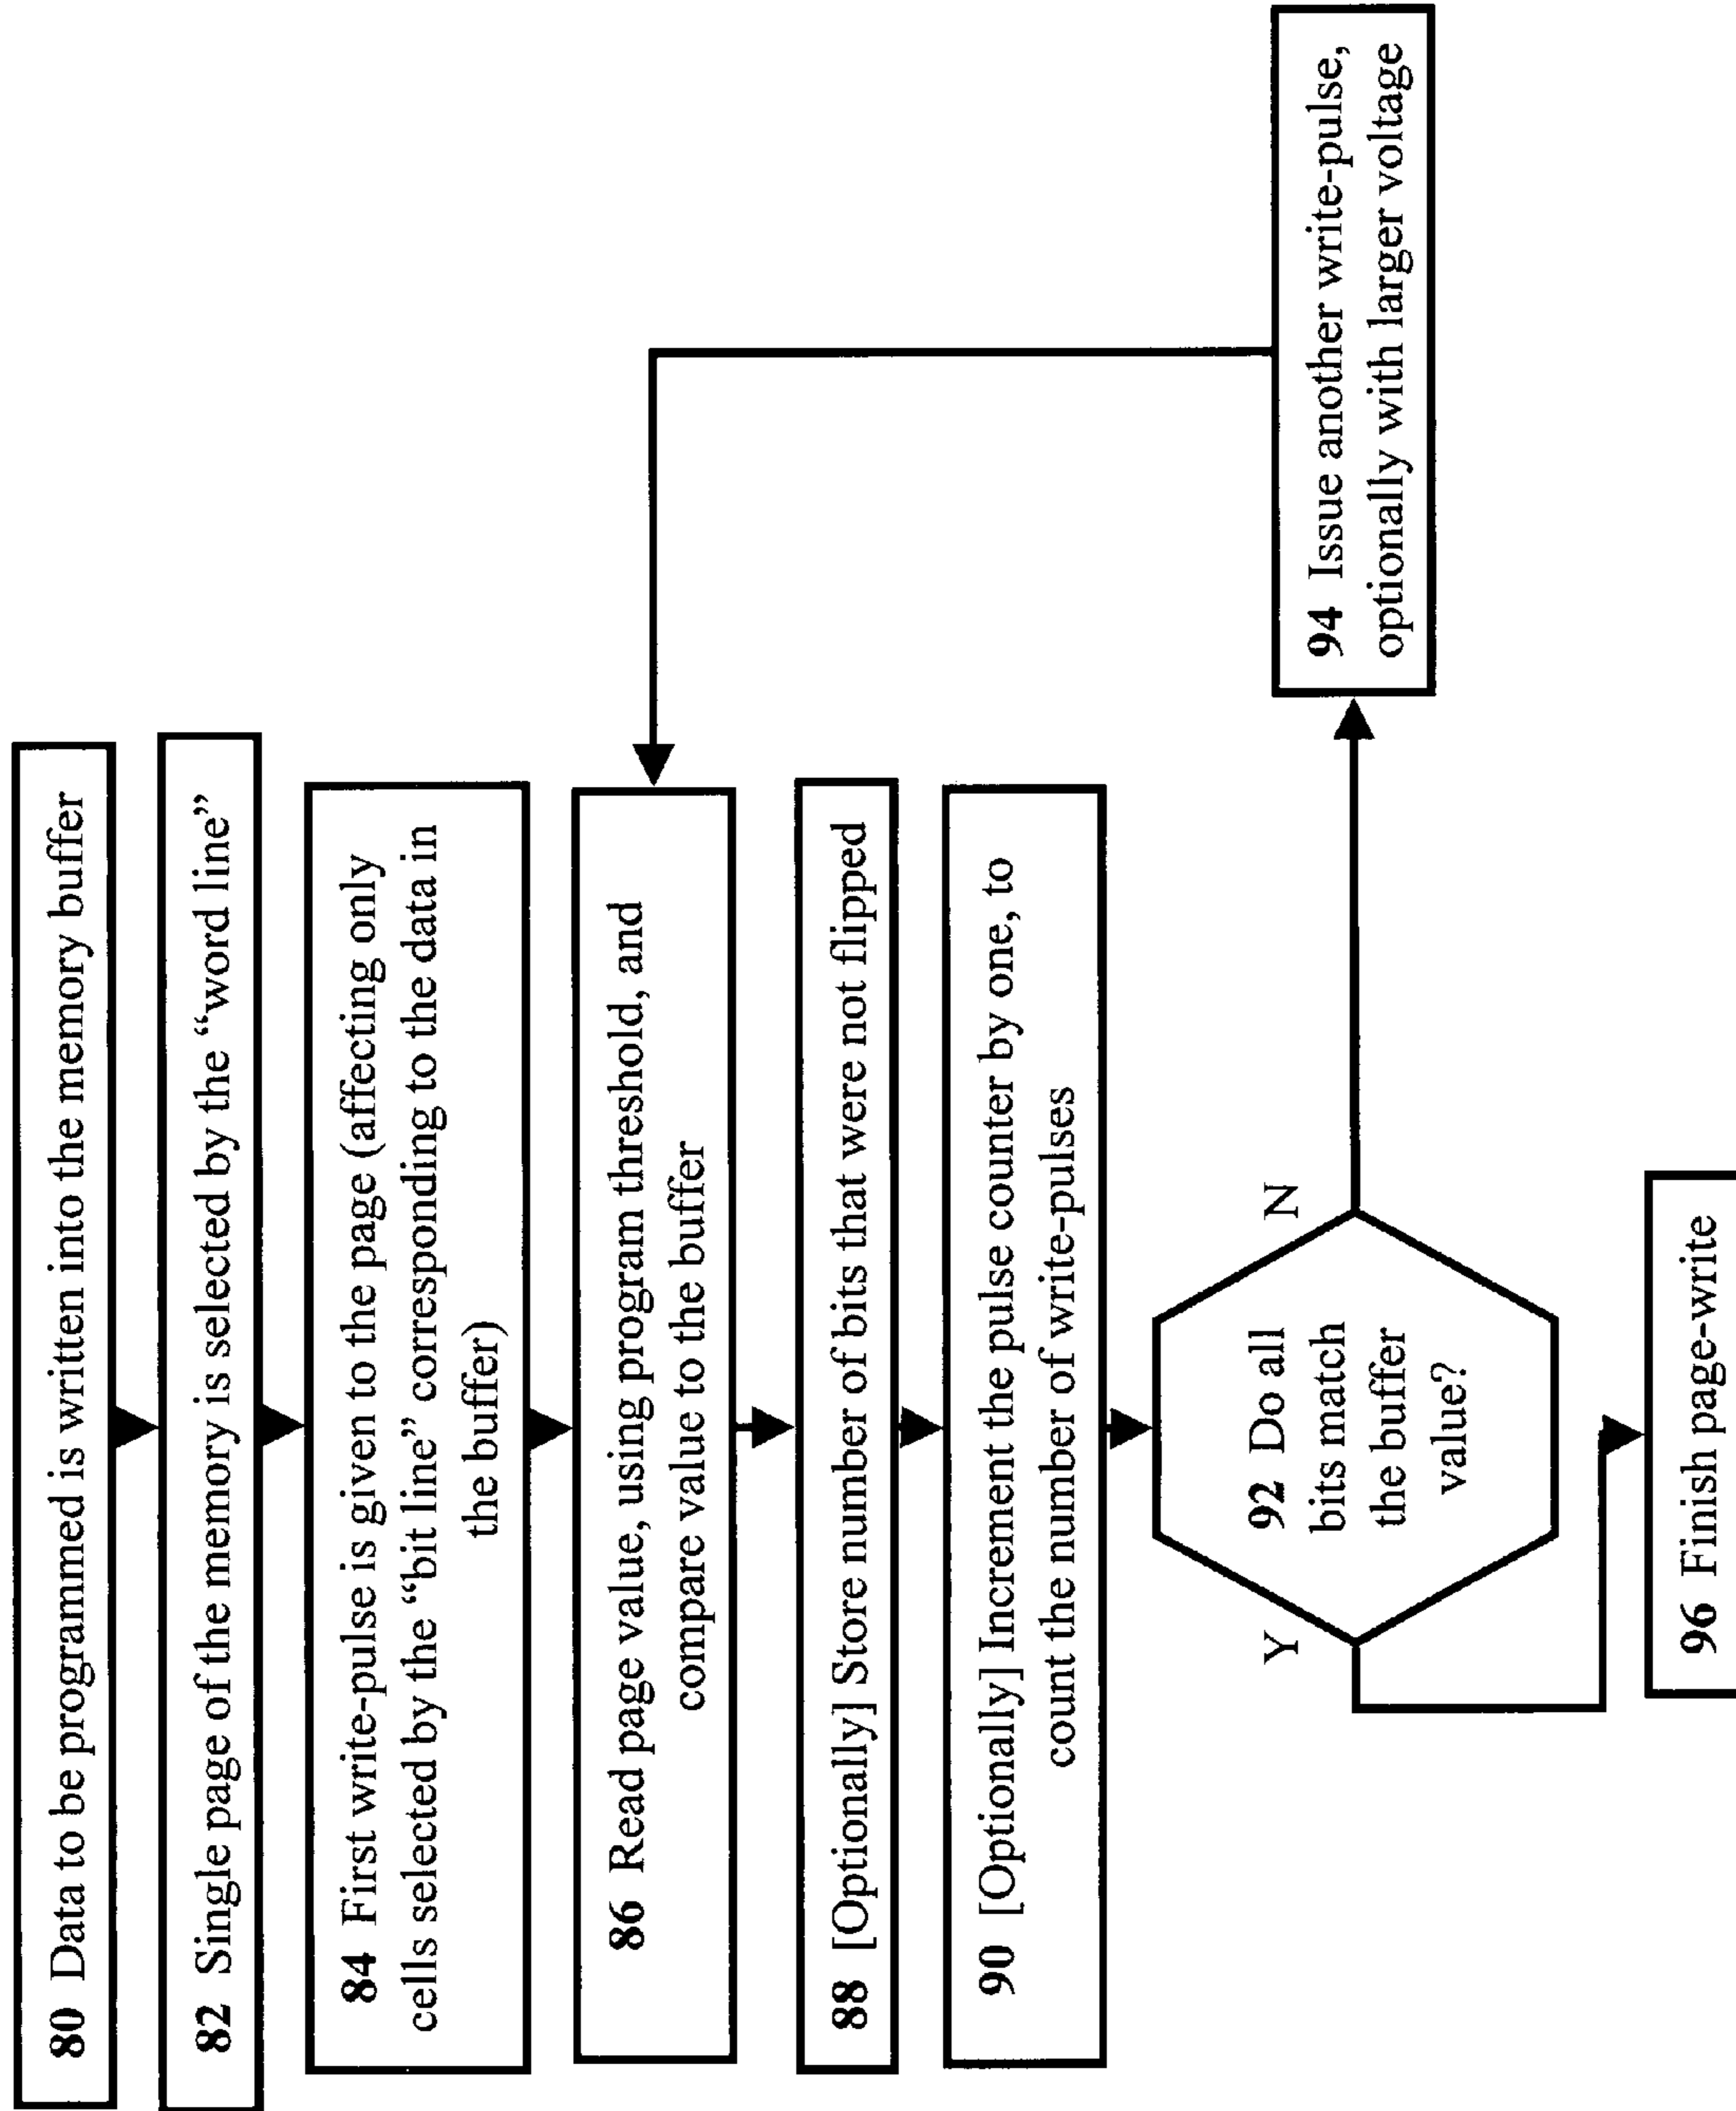 80 Data to be programmed is written into the memory buffer
82 Single page of the memory is selected by the “word line”
84 First write-pulse is given to the page (affecting only
cells selected by the “bit line” corresponding to the data in
the buffer)
86 Read page value, using program threshold, and
compare value to the buffer
88 [Optionally] Store number of bits that were not flipped
90 [Optionally] Increment the pulse counter by one, to
count the number of write-pulses
92 Do all
bits match
the buffer
value?
Y
N
94 Issue another write-pulse,
optionally with larger voltage
96 Finish page-write